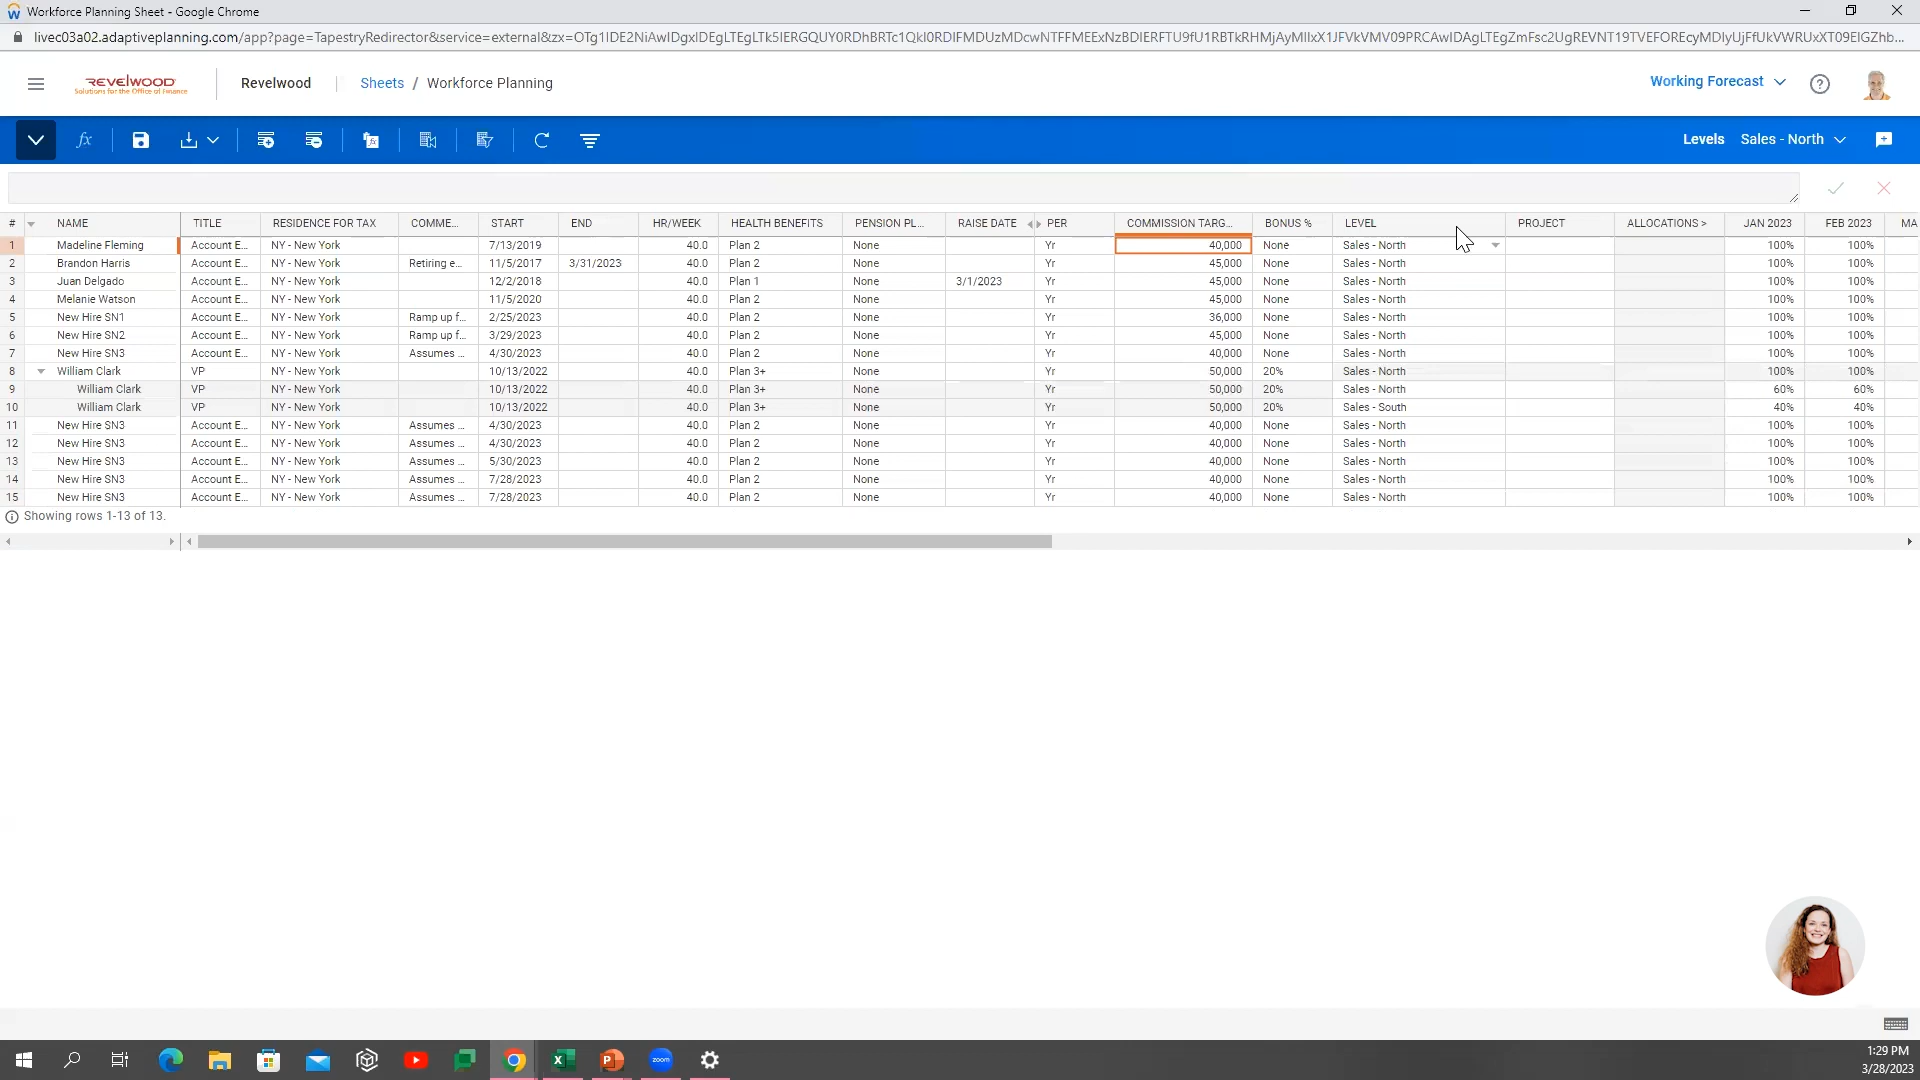 Workforce Planning Sheet - Google Chrome
REVELWOOD
Solutions for the Office of Finance
Revelwood
Sheets / Workforce Planning
Working Forecast
fx
Levels Sales - North
# NAME TITLE RESIDENCE FOR TAX COMME... START END HR/WEEK HEALTH BENEFITS PENSION PL... RAISE DATE PER COMMISSION TARG... BONUS % LEVEL PROJECT ALLOCATIONS > JAN 2023 FEB 2023 MA
1 Madeline Fleming Account E... NY - New York 7/13/2019 40.0 Plan 2 None Yr 40,000 None Sales - North 100% 100%
2 Brandon Harris Account E... NY - New York Retiring e... 11/5/2017 3/31/2023 40.0 Plan 2 None Yr 45,000 None Sales - North 100% 100%
3 Juan Delgado Account E... NY - New York 12/2/2018 40.0 Plan 1 None 3/1/2023 Yr 45,000 None Sales - North 100% 100%
4 Melanie Watson Account E... NY - New York 11/5/2020 40.0 Plan 2 None Yr 45,000 None Sales - North 100% 100%
5 New Hire SN1 Account E... NY - New York Ramp up f... 2/25/2023 40.0 Plan 2 None Yr 36,000 None Sales - North 100% 100%
6 New Hire SN2 Account E... NY - New York Ramp up f... 3/29/2023 40.0 Plan 2 None Yr 45,000 None Sales - North 100% 100%
7 New Hire SN3 Account E... NY - New York Assumes ... 4/30/2023 40.0 Plan 2 None Yr 40,000 None Sales - North 100% 100%
8 William Clark VP NY - New York 10/13/2022 40.0 Plan 3+ None Yr 50,000 20% Sales - North 100% 100%
9 William Clark VP NY - New York 10/13/2022 40.0 Plan 3+ None Yr 50,000 20% Sales - North 60% 60%
10 William Clark VP NY - New York 10/13/2022 40.0 Plan 3+ None Yr 50,000 20% Sales - South 40% 40%
11 New Hire SN3 Account E... NY - New York Assumes ... 4/30/2023 40.0 Plan 2 None Yr 40,000 None Sales - North 100% 100%
12 New Hire SN3 Account E... NY - New York Assumes ... 4/30/2023 40.0 Plan 2 None Yr 40,000 None Sales - North 100% 100%
13 New Hire SN3 Account E... NY - New York Assumes ... 5/30/2023 40.0 Plan 2 None Yr 40,000 None Sales - North 100% 100%
14 New Hire SN3 Account E... NY - New York Assumes ... 7/28/2023 40.0 Plan 2 None Yr 40,000 None Sales - North 100% 100%
15 New Hire SN3 Account E... NY - New York Assumes ... 7/28/2023 40.0 Plan 2 None Yr 40,000 None Sales - North 100% 100%
Showing rows 1-13 of 13.
zoom
1:29 PM
3/28/2023